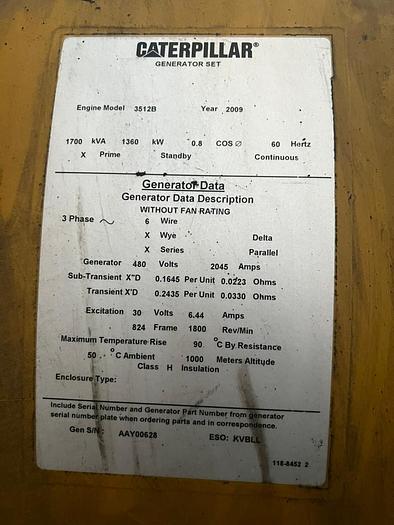 CATERPILLAR®
GENERATOR SET
Engine Model 3512B Year 2009
1700 kVA 1360 kW 0.8 COS Ø 60 Hertz
X Prime Standby Continuous
Generator Data
Generator Data Description
WITHOUT FAN RATING
3 Phase ~ 6 Wire
X Wye Delta
X Series Parallel
Generator 480 Volts 2045 Amps
Sub-Transient X"D 0.1645 Per Unit 0.0223 Ohms
Transient X'D 0.2435 Per Unit 0.0330 Ohms
Excitation 30 Volts 6.44 Amps
824 Frame 1800 Rev/Min
Maximum Temperature Rise 90 °C By Resistance
50 °C Ambient 1000 Meters Altitude
Class H Insulation
Enclosure Type:
Include Serial Number and Generator Part Number from generator
serial number plate when ordering parts and in correspondence.
Gen S/N: AAY00628 ESO: KVBLL
118-8452 2